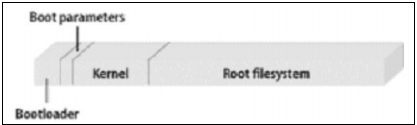 Boot parameters
Kernel
Root filesystem
Bootloader